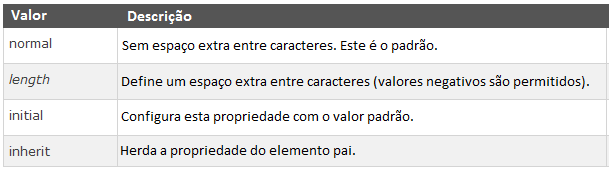 Valor Descrição
normal Sem espaço extra entre caracteres. Este é o padrão.
length Define um espaço extra entre caracteres (valores negativos são permitidos).
initial Configura esta propriedade com o valor padrão.
inherit Herda a propriedade do elemento pai.